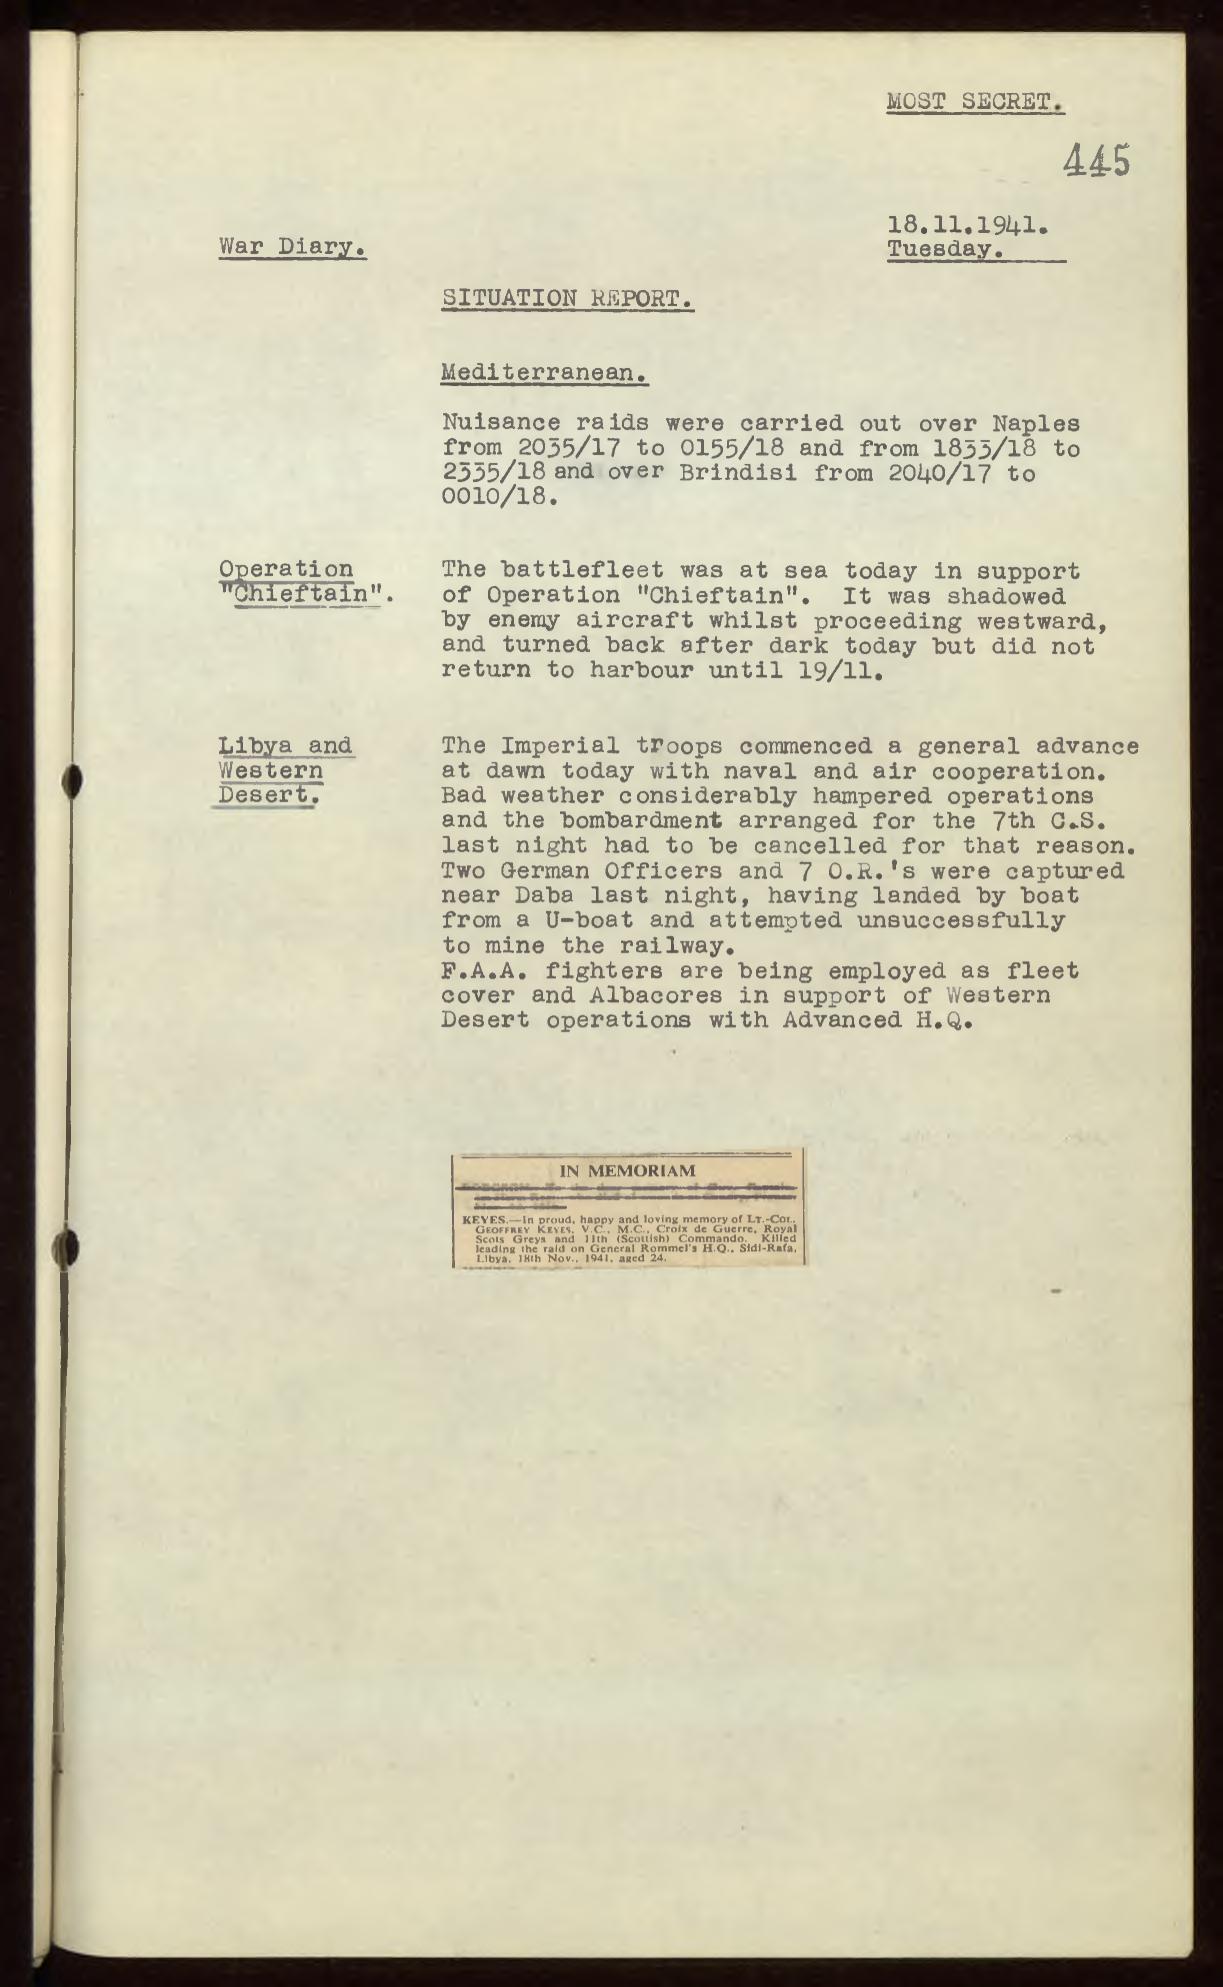 MOST SECRET.
445
18.11.1941.
War Diary.
Tuesday.
SITUATION REPORT.
Mediterranean.
Nuisance raids were carried out over Naples
from 2035/17 to 0155/18 and from 1833/18 to
2335/18 and over Brindisi from 2040/17 to
0010/18.
Operation
"Chieftain".
The battlefleet was at sea today in support
of Operation "Chieftain". It was shadowed
by enemy aircraft whilst proceeding westward,
and turned back after dark today but did not
return to harbour until 19/11.
Libya and
Western
Desert.
The Imperial troops commenced a general advance
at dawn today with naval and air cooperation.
Bad weather considerably hampered operations
and the bombardment arranged for the 7th C.S.
last night had to be cancelled for that reason.
Two German Officers and 7 O.R.'s were captured
near Daba last night, having landed by boat
from a U-boat and attempted unsuccessfully
to mine the railway.
F.A.A. fighters are being employed as fleet
cover and Albacores in support of Western
Desert operations with Advanced H.Q.
IN MEMORIAM
KEYES.—In proud, happy and loving memory of LT.-COL.
GEOFFREY KEYES, V.C., M.C., Croix de Guerre, Royal
Scots Greys and 11th (Scottish) Commando. Killed
leading the raid on General Rommel's H.Q., Sidi-Rafa,
Libya, 18th Nov., 1941, aged 24.